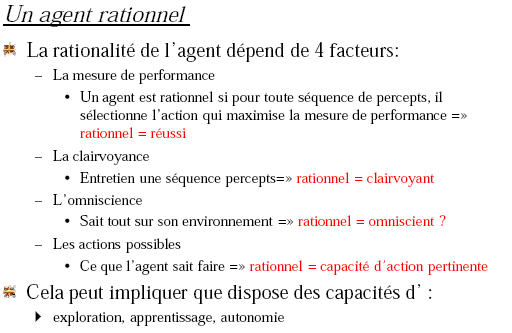 Un agent rationnel
La rationalité de l'agent dépend de 4 facteurs:
– La mesure de performance
• Un agent est rationnel si pour toute séquence de percepts, il
sélectionne l'action qui maximise la mesure de performance =»
rationnel = réussi
– La clairvoyance
• Entretien une séquence percepts=» rationnel = clairvoyant
– L'omniscience
• Sait tout sur son environnement =» rationnel = omniscient ?
– Les actions possibles
• Ce que l'agent sait faire =» rationnel = capacité d'action pertinente
Cela peut impliquer que dispose des capacités d' :
exploration, apprentissage, autonomie